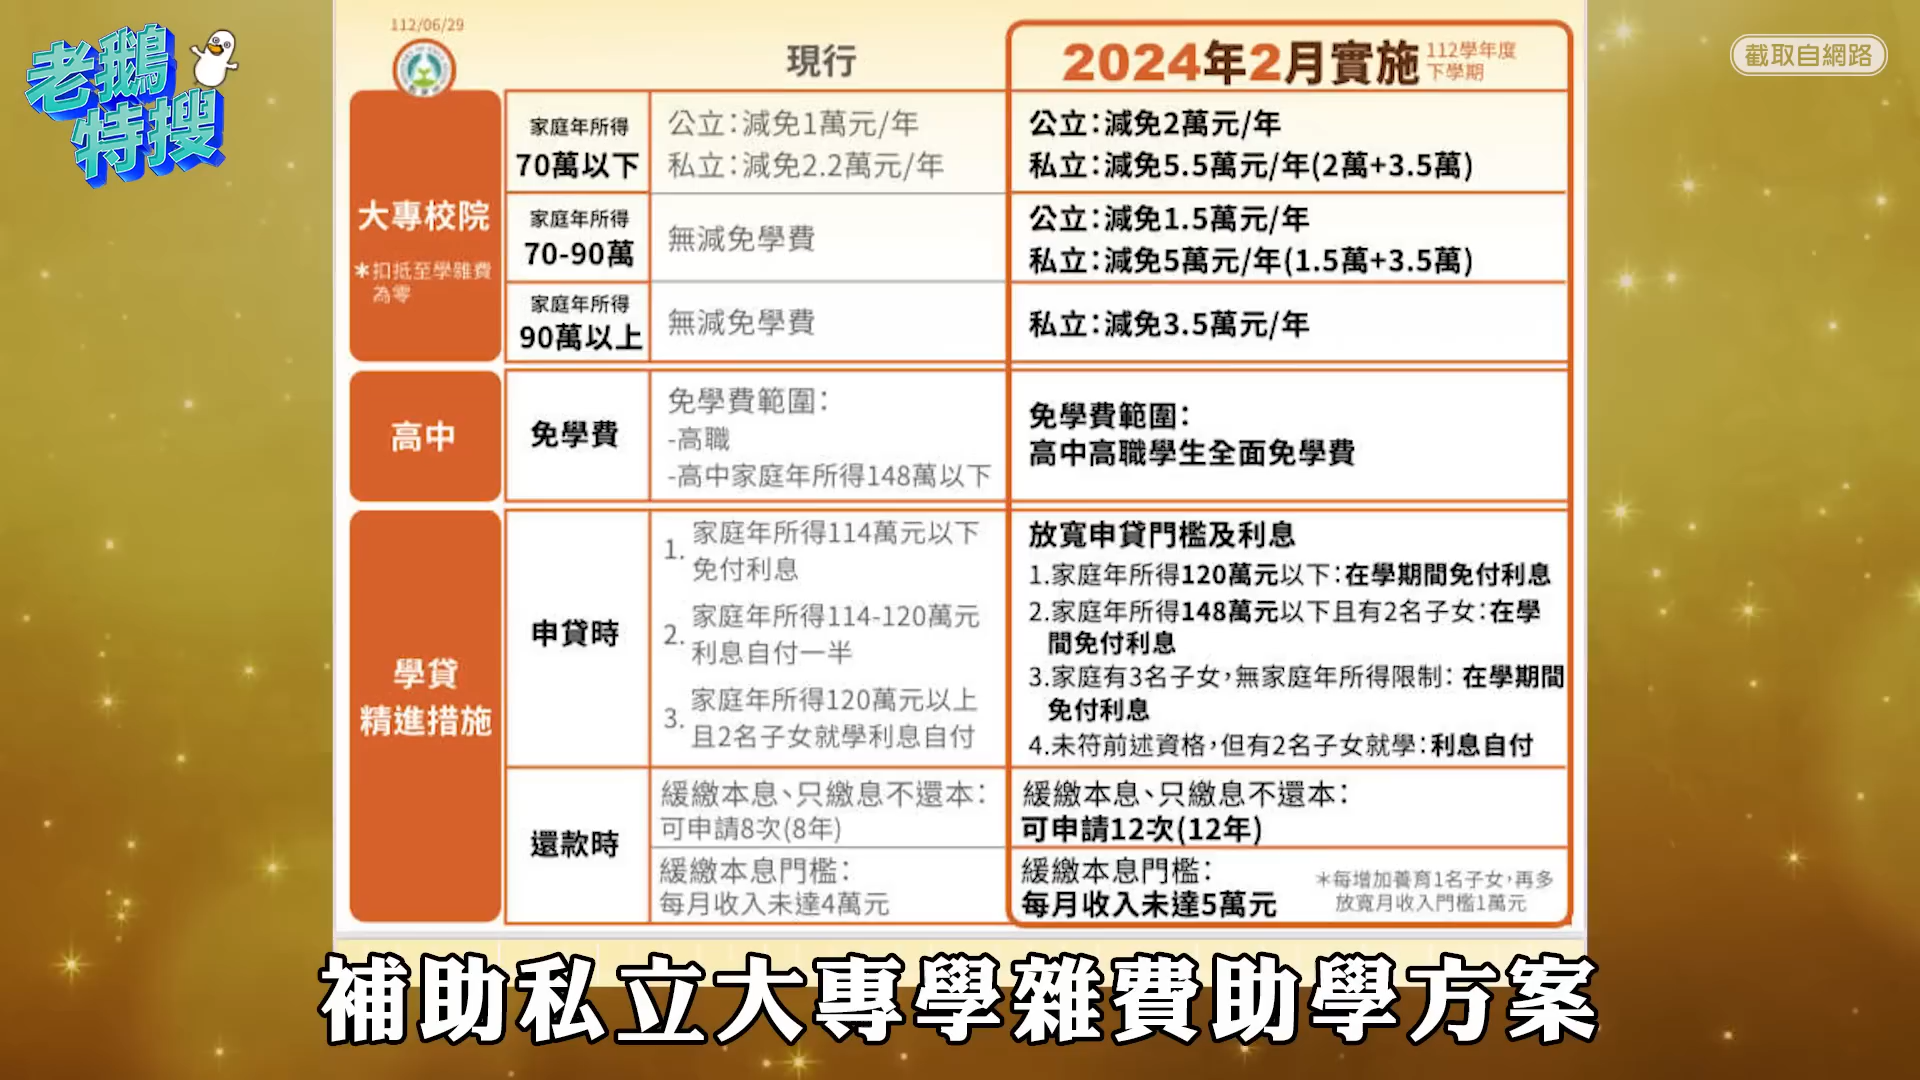 老鵝
特搜
截取自網路
112/06/29
現行
2024年2月實施
112學年度
下學期
大專校院
*扣抵至學雜費
為零
家庭年所得
70萬以下
公立：減免1萬元/年
私立：減免2.2萬元/年
公立：減免2萬元/年
私立：減免5.5萬元/年(2萬+3.5萬)
家庭年所得
70-90萬
無減免學費
公立：減免1.5萬元/年
私立：減免5萬元/年(1.5萬+3.5萬)
家庭年所得
90萬以上
無減免學費
私立：減免3.5萬元/年
高中
免學費
免學費範圍：
-高職
-高中家庭年所得148萬以下
免學費範圍：
高中高職學生全面免學費
學貸
精進措施
申貸時
1.家庭年所得114萬元以下
免付利息
2.家庭年所得114-120萬元
利息自付一半
3.家庭年所得120萬元以上
且2名子女就學利息自付
放寬申貸門檻及利息
1.家庭年所得120萬元以下：在學期間免付利息
2.家庭年所得148萬元以下且有2名子女：在學
間免付利息
3.家庭有3名子女，無家庭年所得限制：在學期間
免付利息
4.未符前述資格，但有2名子女就學：利息自付
還款時
緩繳本息、只繳息不還本：
可申請8次(8年)
緩繳本息、只繳息不還本：
可申請12次(12年)
緩繳本息門檻：
每月收入未達4萬元
緩繳本息門檻：
每月收入未達5萬元
*每增加養育1名子女，再多
放寬月收入門檻1萬元
補助私立大專學雜費助學方案